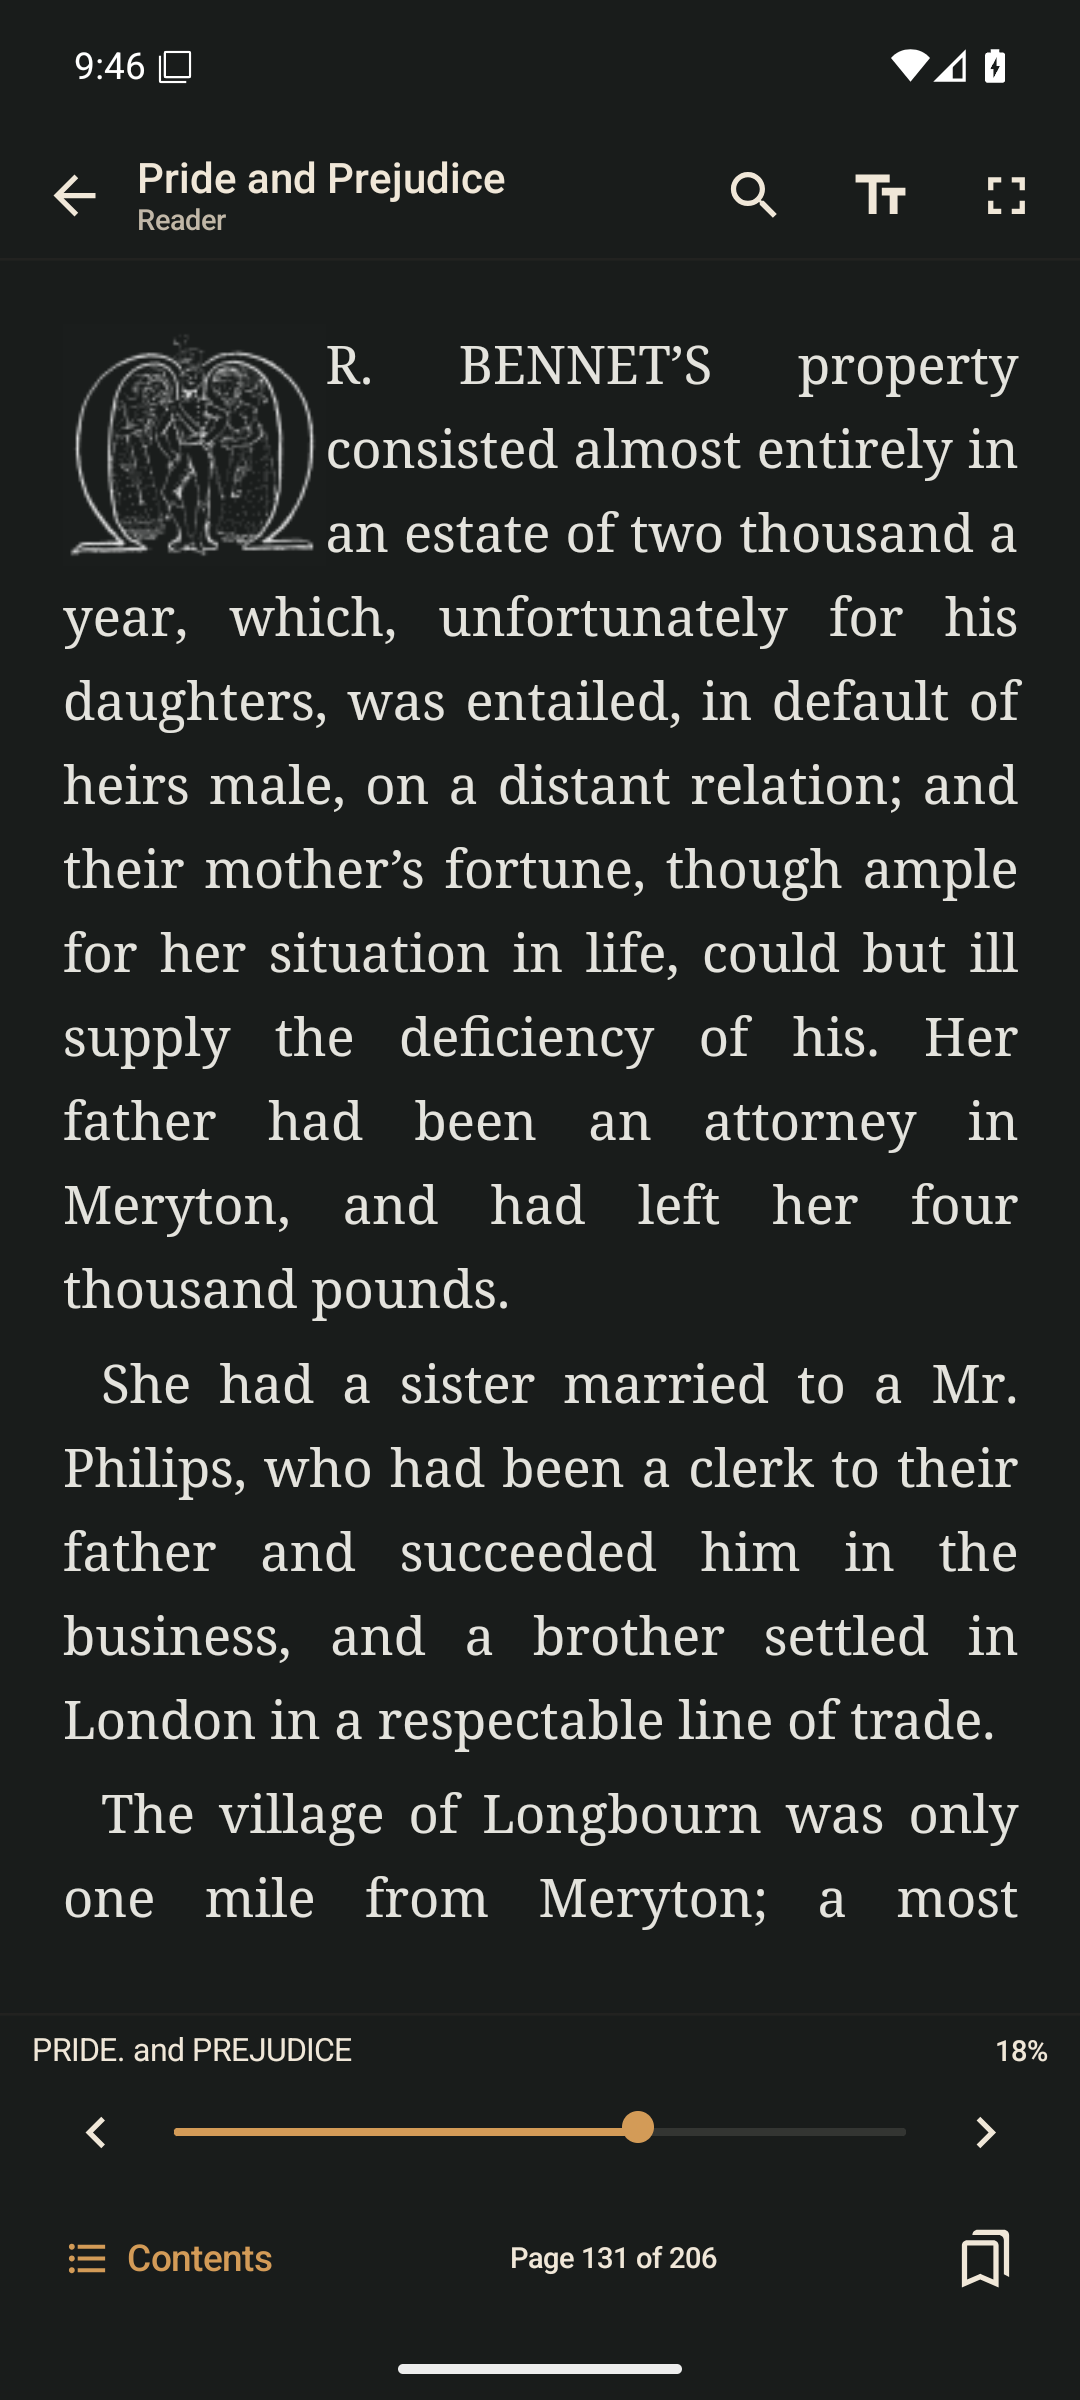 9:46
Pride and Prejudice
Reader
MR. BENNET’S property
consisted almost entirely in
an estate of two thousand a
year, which, unfortunately for his
daughters, was entailed, in default of
heirs male, on a distant relation; and
their mother’s fortune, though ample
for her situation in life, could but ill
supply the deficiency of his. Her
father had been an attorney in
Meryton, and had left her four
thousand pounds.
She had a sister married to a Mr.
Philips, who had been a clerk to their
father and succeeded him in the
business, and a brother settled in
London in a respectable line of trade.
The village of Longbourn was only
one mile from Meryton; a most
PRIDE. and PREJUDICE
18%
Contents
Page 131 of 206